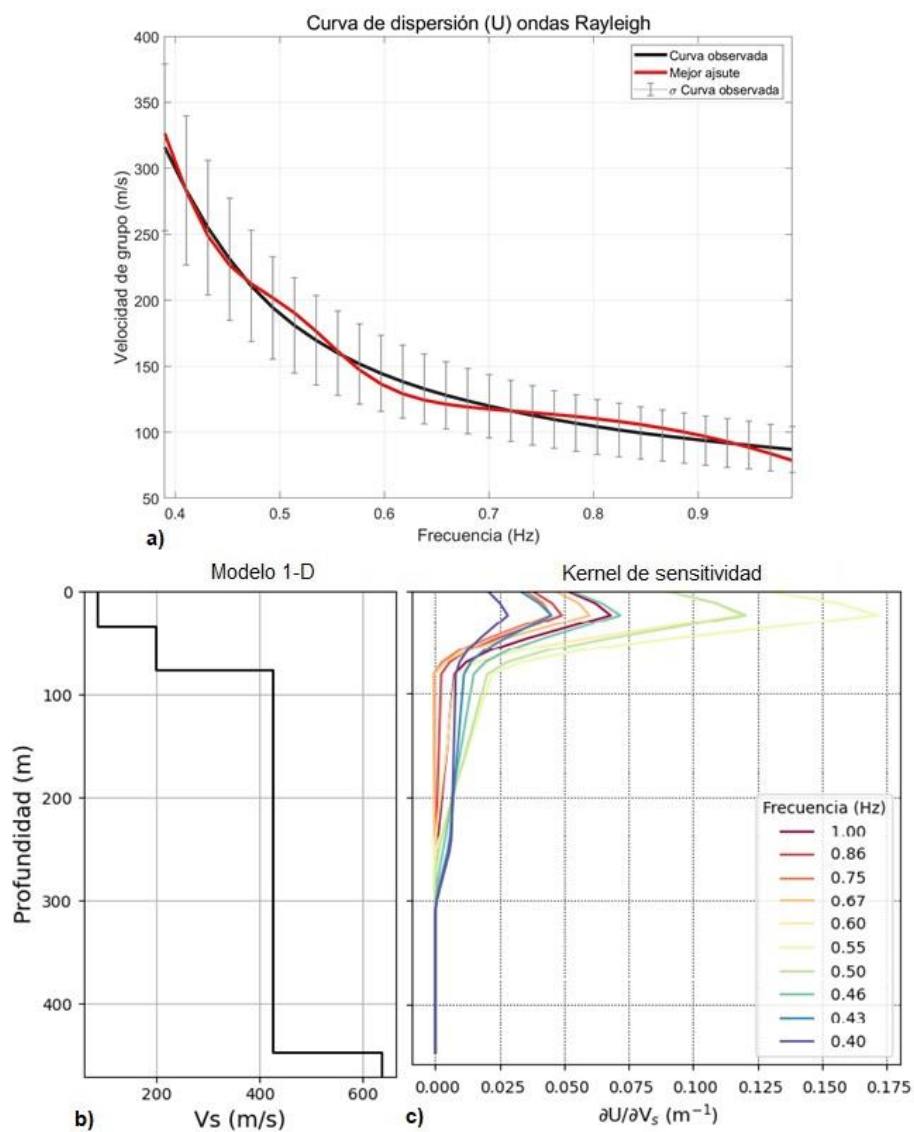 Curva de dispersión (U) ondas Rayleigh
400
350
300
250
200
150
100
50
Velocidad de grupo (m/s)
Curva observada
Mejor ajsute
σ Curva observada
0.4 0.5 0.6 0.7 0.8 0.9
Frecuencia (Hz)
a)
Modelo 1-D
0
100
200
300
400
Profundidad (m)
200 400 600
Vs (m/s)
b)
Kernel de sensitividad
Frecuencia (Hz)
1.00
0.86
0.75
0.67
0.60
0.55
0.50
0.46
0.43
0.40
0.000 0.025 0.050 0.075 0.100 0.125 0.150 0.175
∂U/∂Vs (m⁻¹)
c)